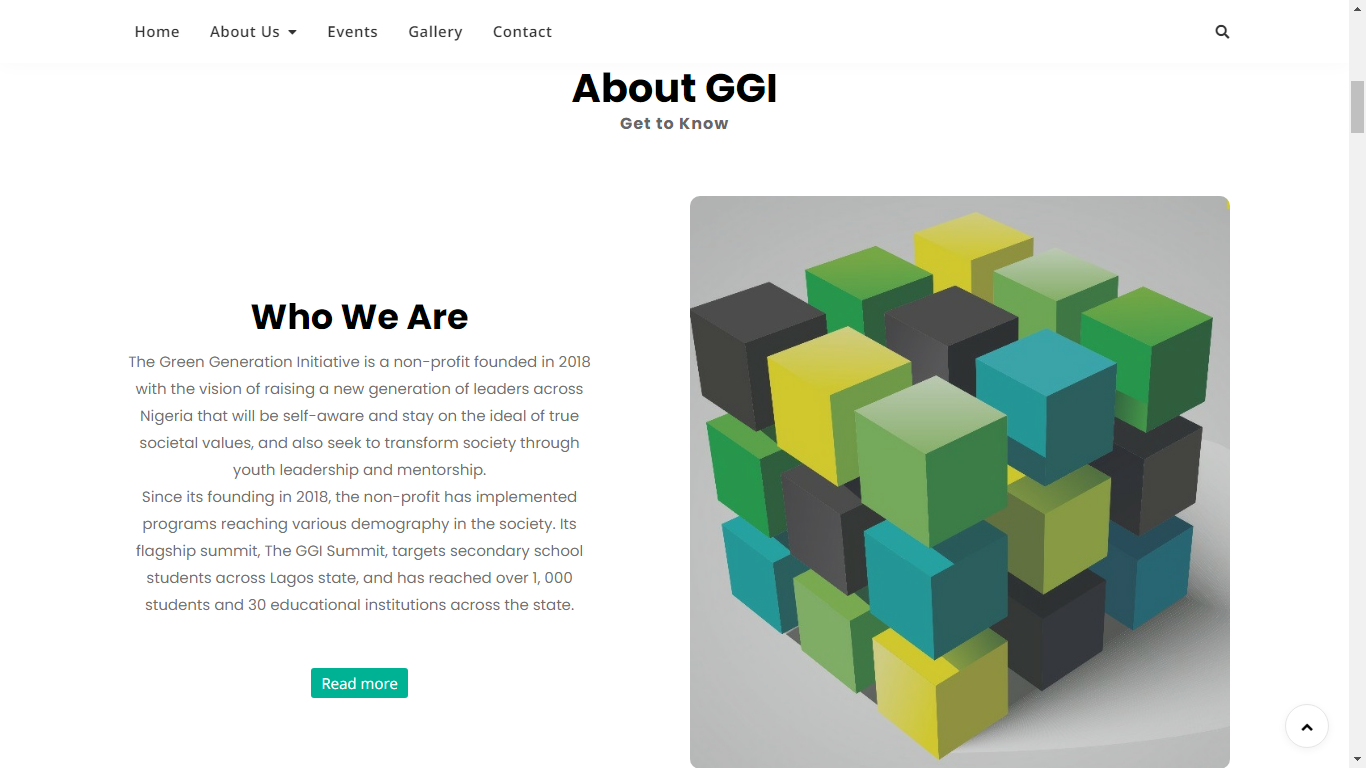 Home About Us Events Gallery Contact
About GGI
Get to Know
Who We Are
The Green Generation Initiative is a non-profit founded in 2018
with the vision of raising a new generation of leaders across
Nigeria that will be self-aware and stay on the ideal of true
societal values, and also seek to transform society through
youth leadership and mentorship.
Since its founding in 2018, the non-profit has implemented
programs reaching various demography in the society. Its
flagship summit, The GGI Summit, targets secondary school
students across Lagos state, and has reached over 1, 000
students and 30 educational institutions across the state.
Read more